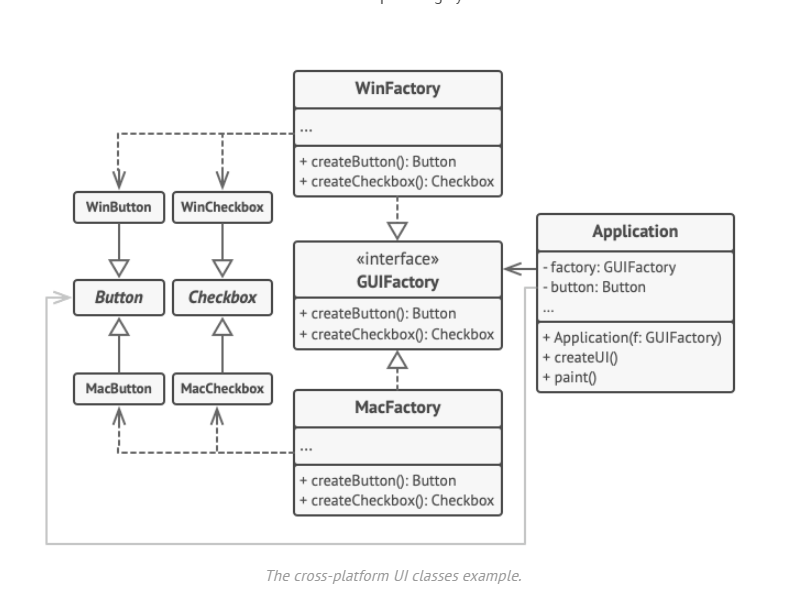 WinFactory
...
+ createButton(): Button
+ createCheckbox(): Checkbox
WinButton
WinCheckbox
Application
- factory: GUIFactory
- button: Button
...
+ Application(f: GUIFactory)
+ createUI()
+ paint()
«interface»
GUIFactory
+ createButton(): Button
+ createCheckbox(): Checkbox
Button
Checkbox
MacButton
MacCheckbox
MacFactory
...
+ createButton(): Button
+ createCheckbox(): Checkbox
The cross-platform UI classes example.